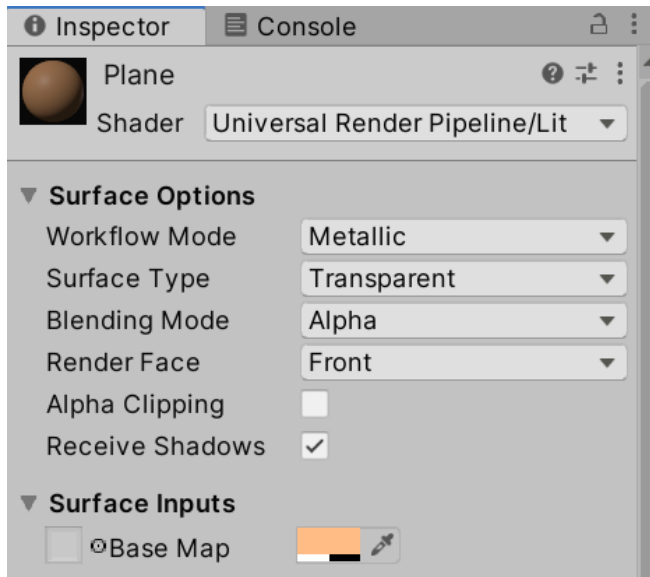 Inspector Console
Plane
Shader Universal Render Pipeline/Lit
Surface Options
Workflow Mode Metallic
Surface Type Transparent
Blending Mode Alpha
Render Face Front
Alpha Clipping
Receive Shadows
Surface Inputs
Base Map